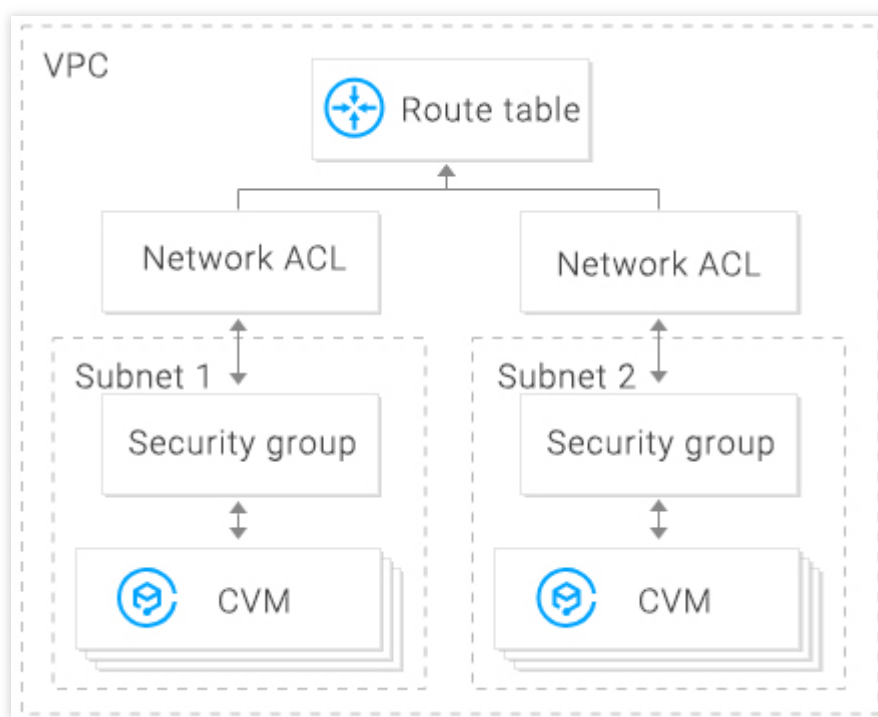 VPC
Route table
Network ACL
Network ACL
Subnet 1
Subnet 2
Security group
Security group
CVM
CVM